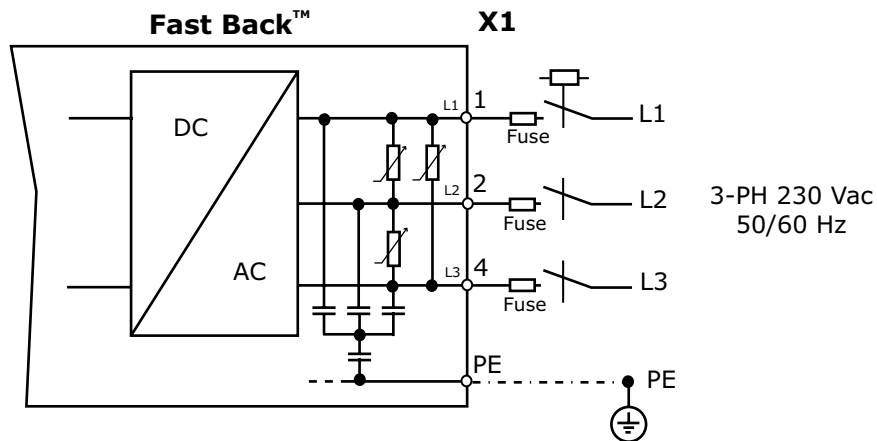 Fast Back™ X1
DC
AC
L1 1
Fuse
L1
L2 2
Fuse
L2
L3 4
Fuse
L3
3-PH 230 Vac
50/60 Hz
PE
PE